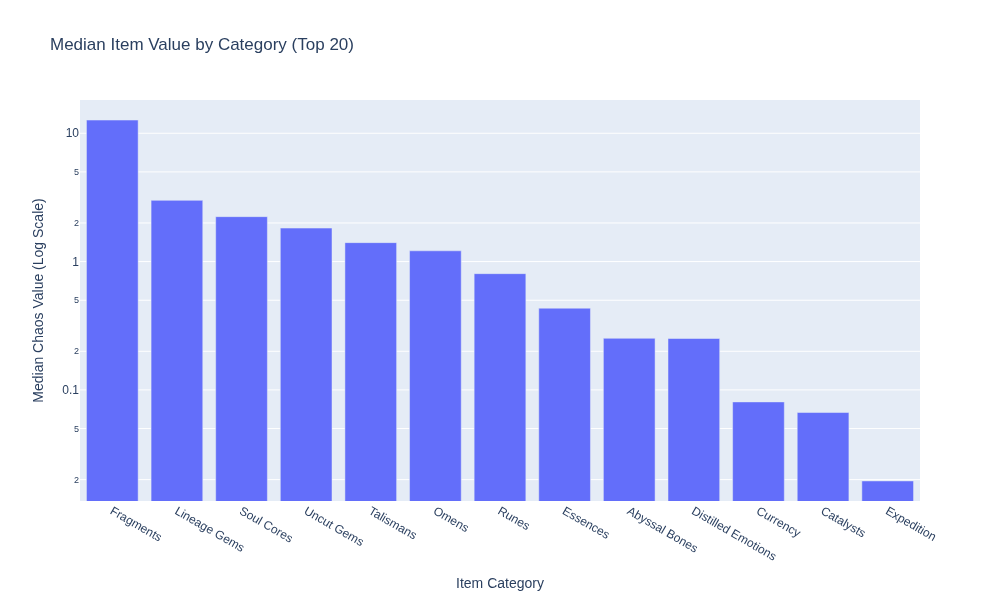 Median Item Value by Category (Top 20)
Median Chaos Value (Log Scale)
10
5
2
1
5
2
0.1
5
2
Fragments
Lineage Gems
Soul Cores
Uncut Gems
Talismans
Omens
Runes
Essences
Abyssal Bones
Distilled Emotions
Currency
Catalysts
Expedition
Item Category